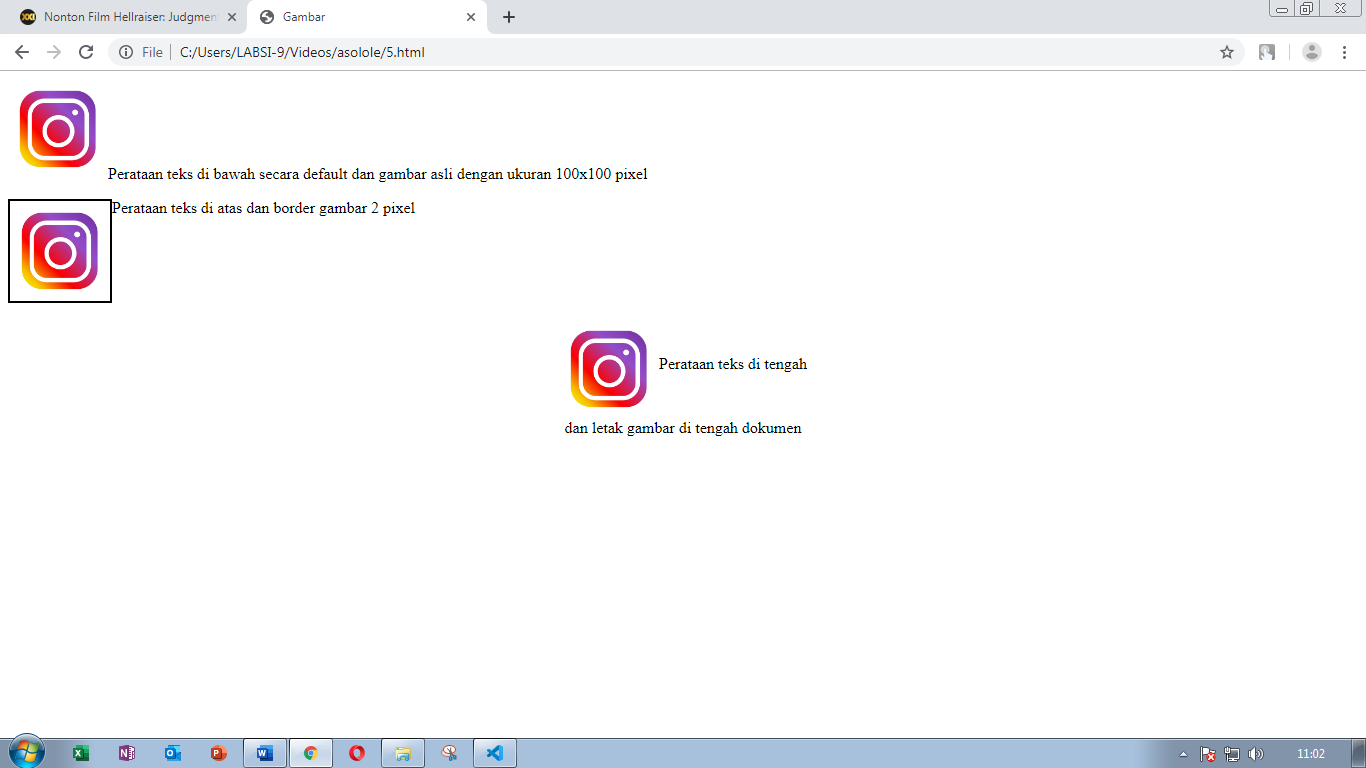 Nonton Film Hellraiser: Judgmen
Gambar
File
C:/Users/LABSI-9/Videos/asolole/5.html
Perataan teks di bawah secara default dan gambar asli dengan ukuran 100x100 pixel
Perataan teks di atas dan border gambar 2 pixel
Perataan teks di tengah
dan letak gambar di tengah dokumen
11:02